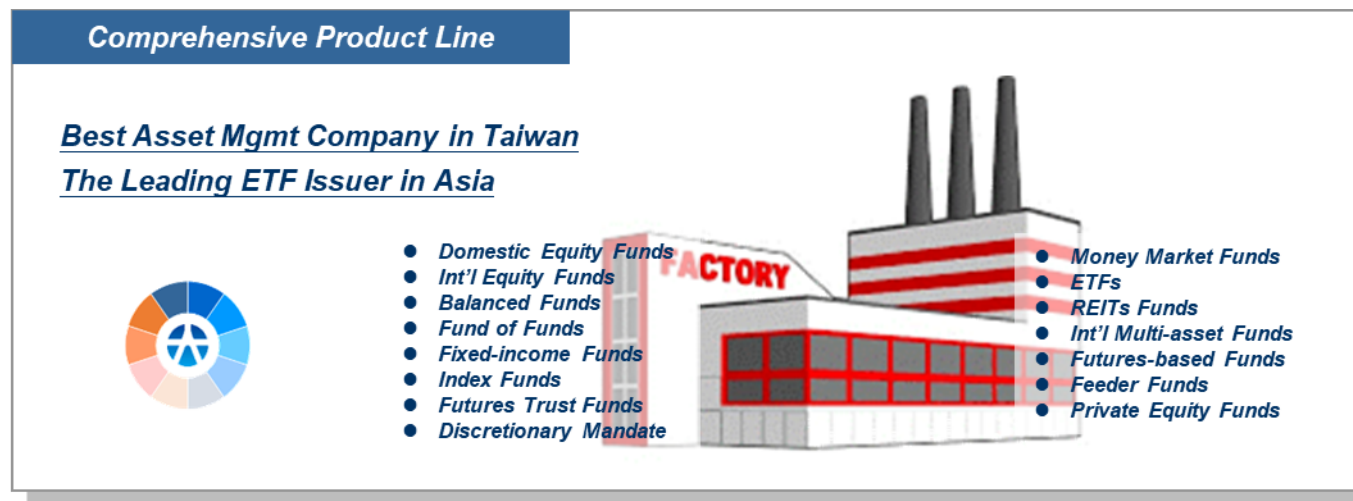 Comprehensive Product Line
Best Asset Mgmt Company in Taiwan
The Leading ETF Issuer in Asia
● Domestic Equity Funds
● Int'l Equity Funds
● Balanced Funds
● Fund of Funds
● Fixed-income Funds
● Index Funds
● Futures Trust Funds
● Discretionary Mandate
FACTORY
● Money Market Funds
● ETFs
● REITs Funds
● Int'l Multi-asset Funds
● Futures-based Funds
● Feeder Funds
● Private Equity Funds